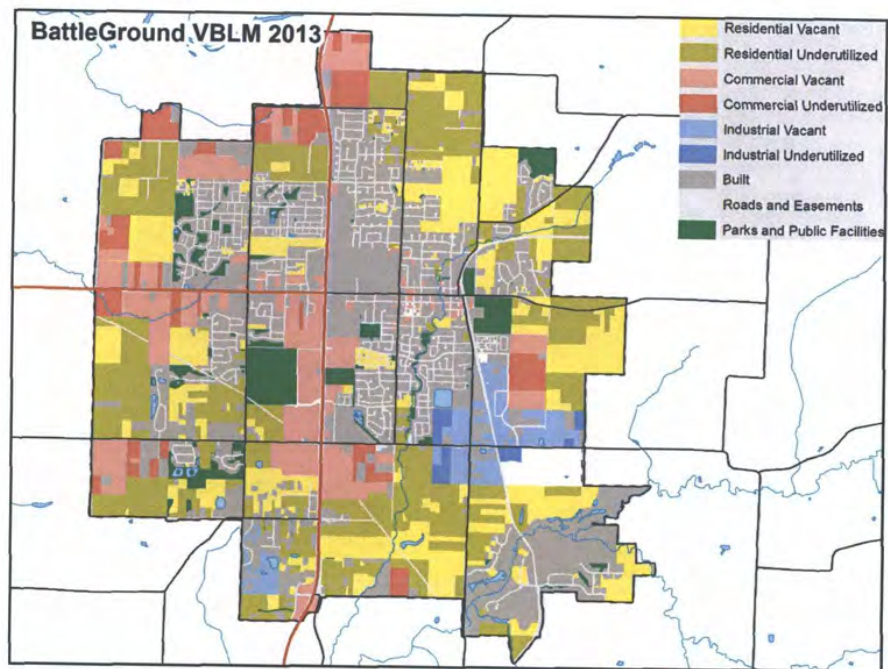 BattleGround VBLM 2013
Residential Vacant
Residential Underutilized
Commercial Vacant
Commercial Underutilized
Industrial Vacant
Industrial Underutilized
Built
Roads and Easements
Parks and Public Facilities